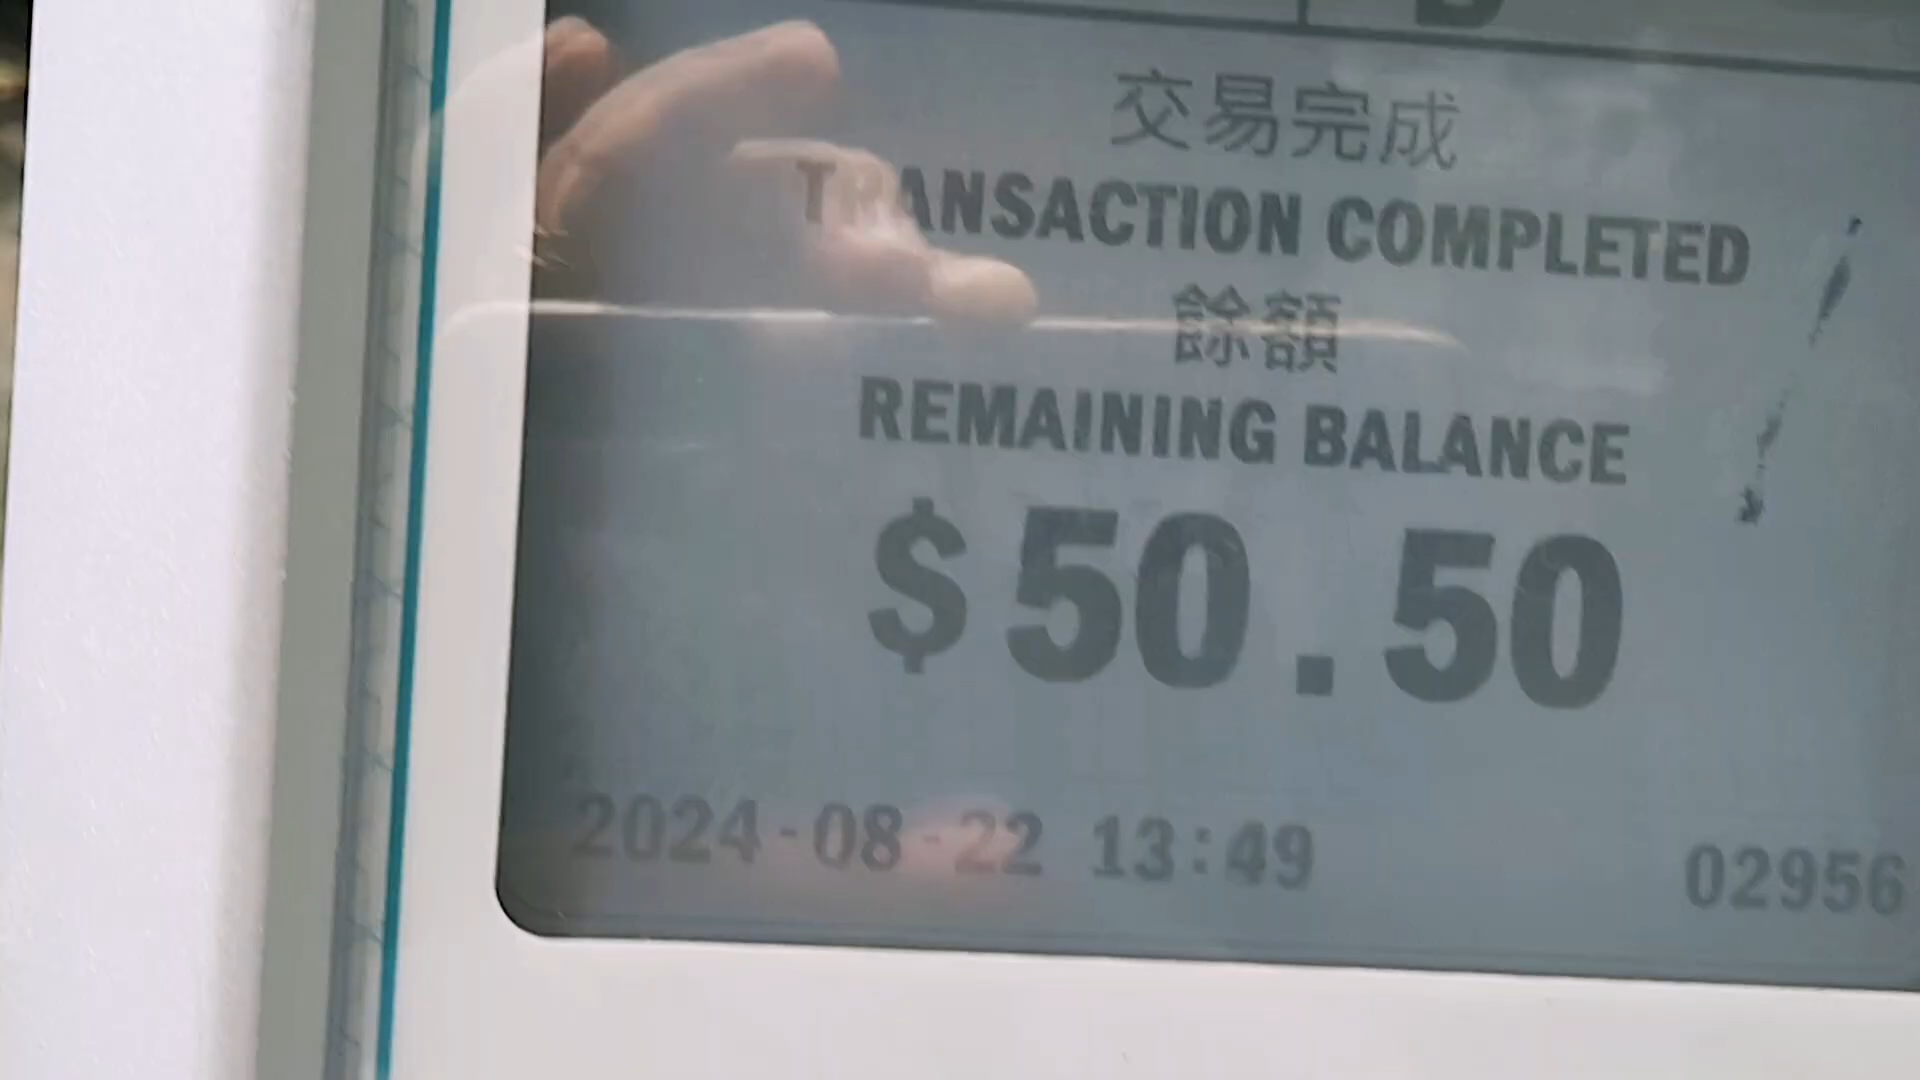 交易完成
TRANSACTION COMPLETED
餘額
REMAINING BALANCE
$50.50
2024-08-22 13:49 02956